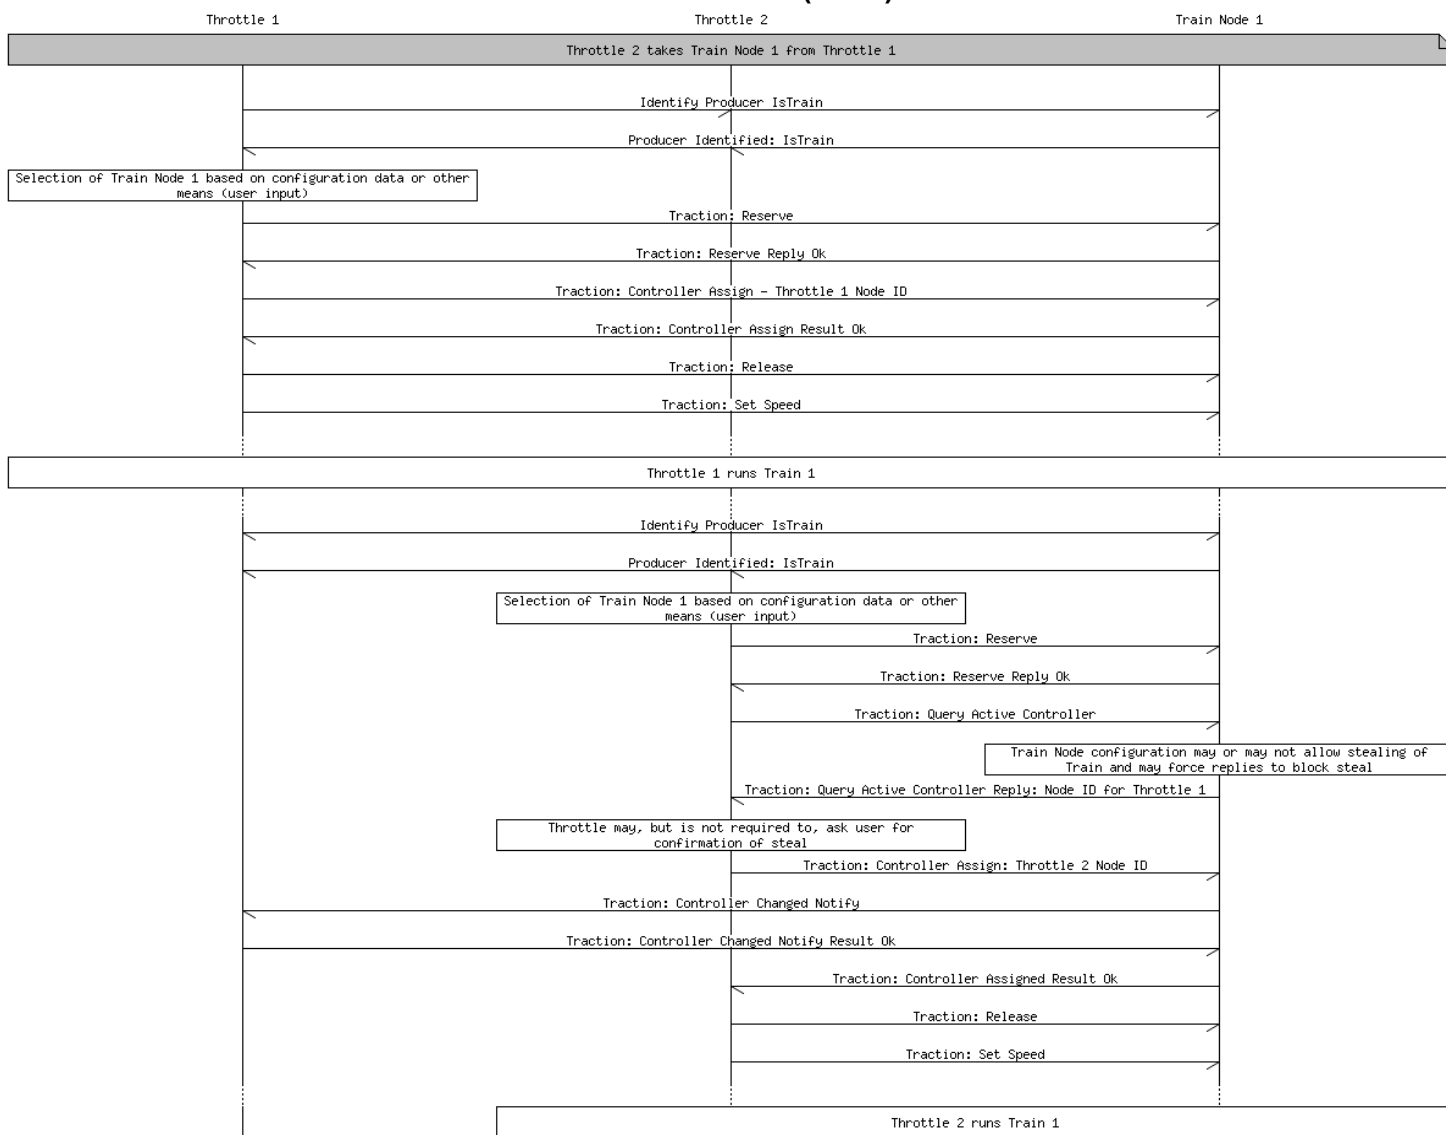 Throttle 1 Throttle 2 Train Node 1
Throttle 2 takes Train Node 1 from Throttle 1
Identify Producer IsTrain
Producer Identified: IsTrain
Selection of Train Node 1 based on configuration data or other
means (user input)
Traction: Reserve
Traction: Reserve Reply Ok
Traction: Controller Assign - Throttle 1 Node ID
Traction: Controller Assign Result Ok
Traction: Release
Traction: Set Speed
Throttle 1 runs Train 1
Identify Producer IsTrain
Producer Identified: IsTrain
Selection of Train Node 1 based on configuration data or other
means (user input)
Traction: Reserve
Traction: Reserve Reply Ok
Traction: Query Active Controller
Train Node configuration may or may not allow stealing of
Train and may force replies to block steal
Traction: Query Active Controller Reply: Node ID for Throttle 1
Throttle may, but is not required to, ask user for
confirmation of steal
Traction: Controller Assign: Throttle 2 Node ID
Traction: Controller Changed Notify
Traction: Controller Changed Notify Result Ok
Traction: Controller Assigned Result Ok
Traction: Release
Traction: Set Speed
Throttle 2 runs Train 1